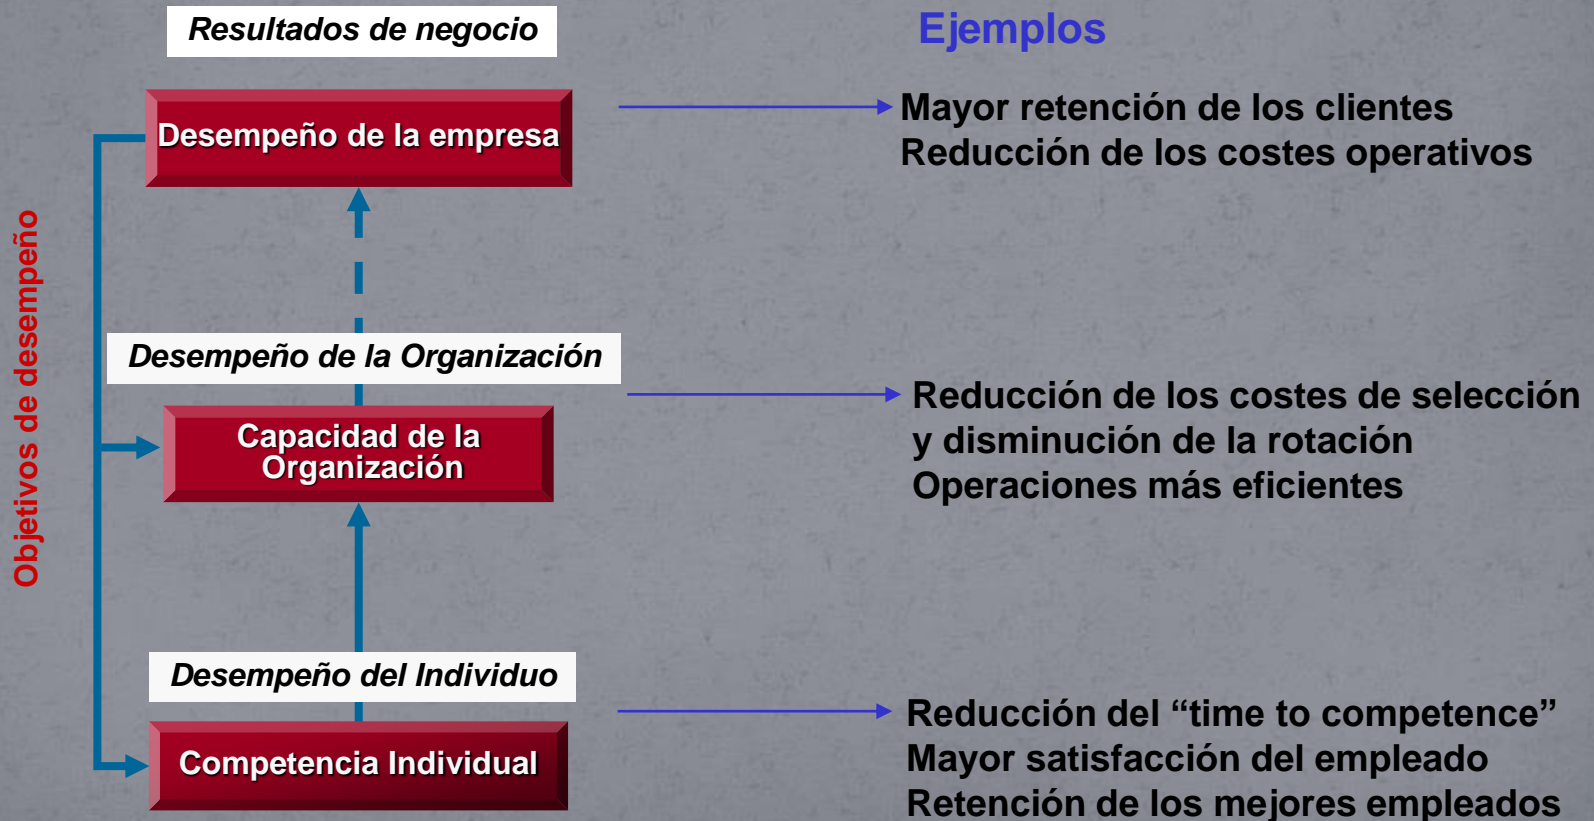 Resultados de negocio
Ejemplos
Desempeño de la empresa
Mayor retención de los clientes
Reducción de los costes operativos
Objetivos de desempeño
Desempeño de la Organización
Capacidad de la
Organización
Reducción de los costes de selección
y disminución de la rotación
Operaciones más eficientes
Desempeño del Individuo
Competencia Individual
Reducción del “time to competence”
Mayor satisfacción del empleado
Retención de los mejores empleados